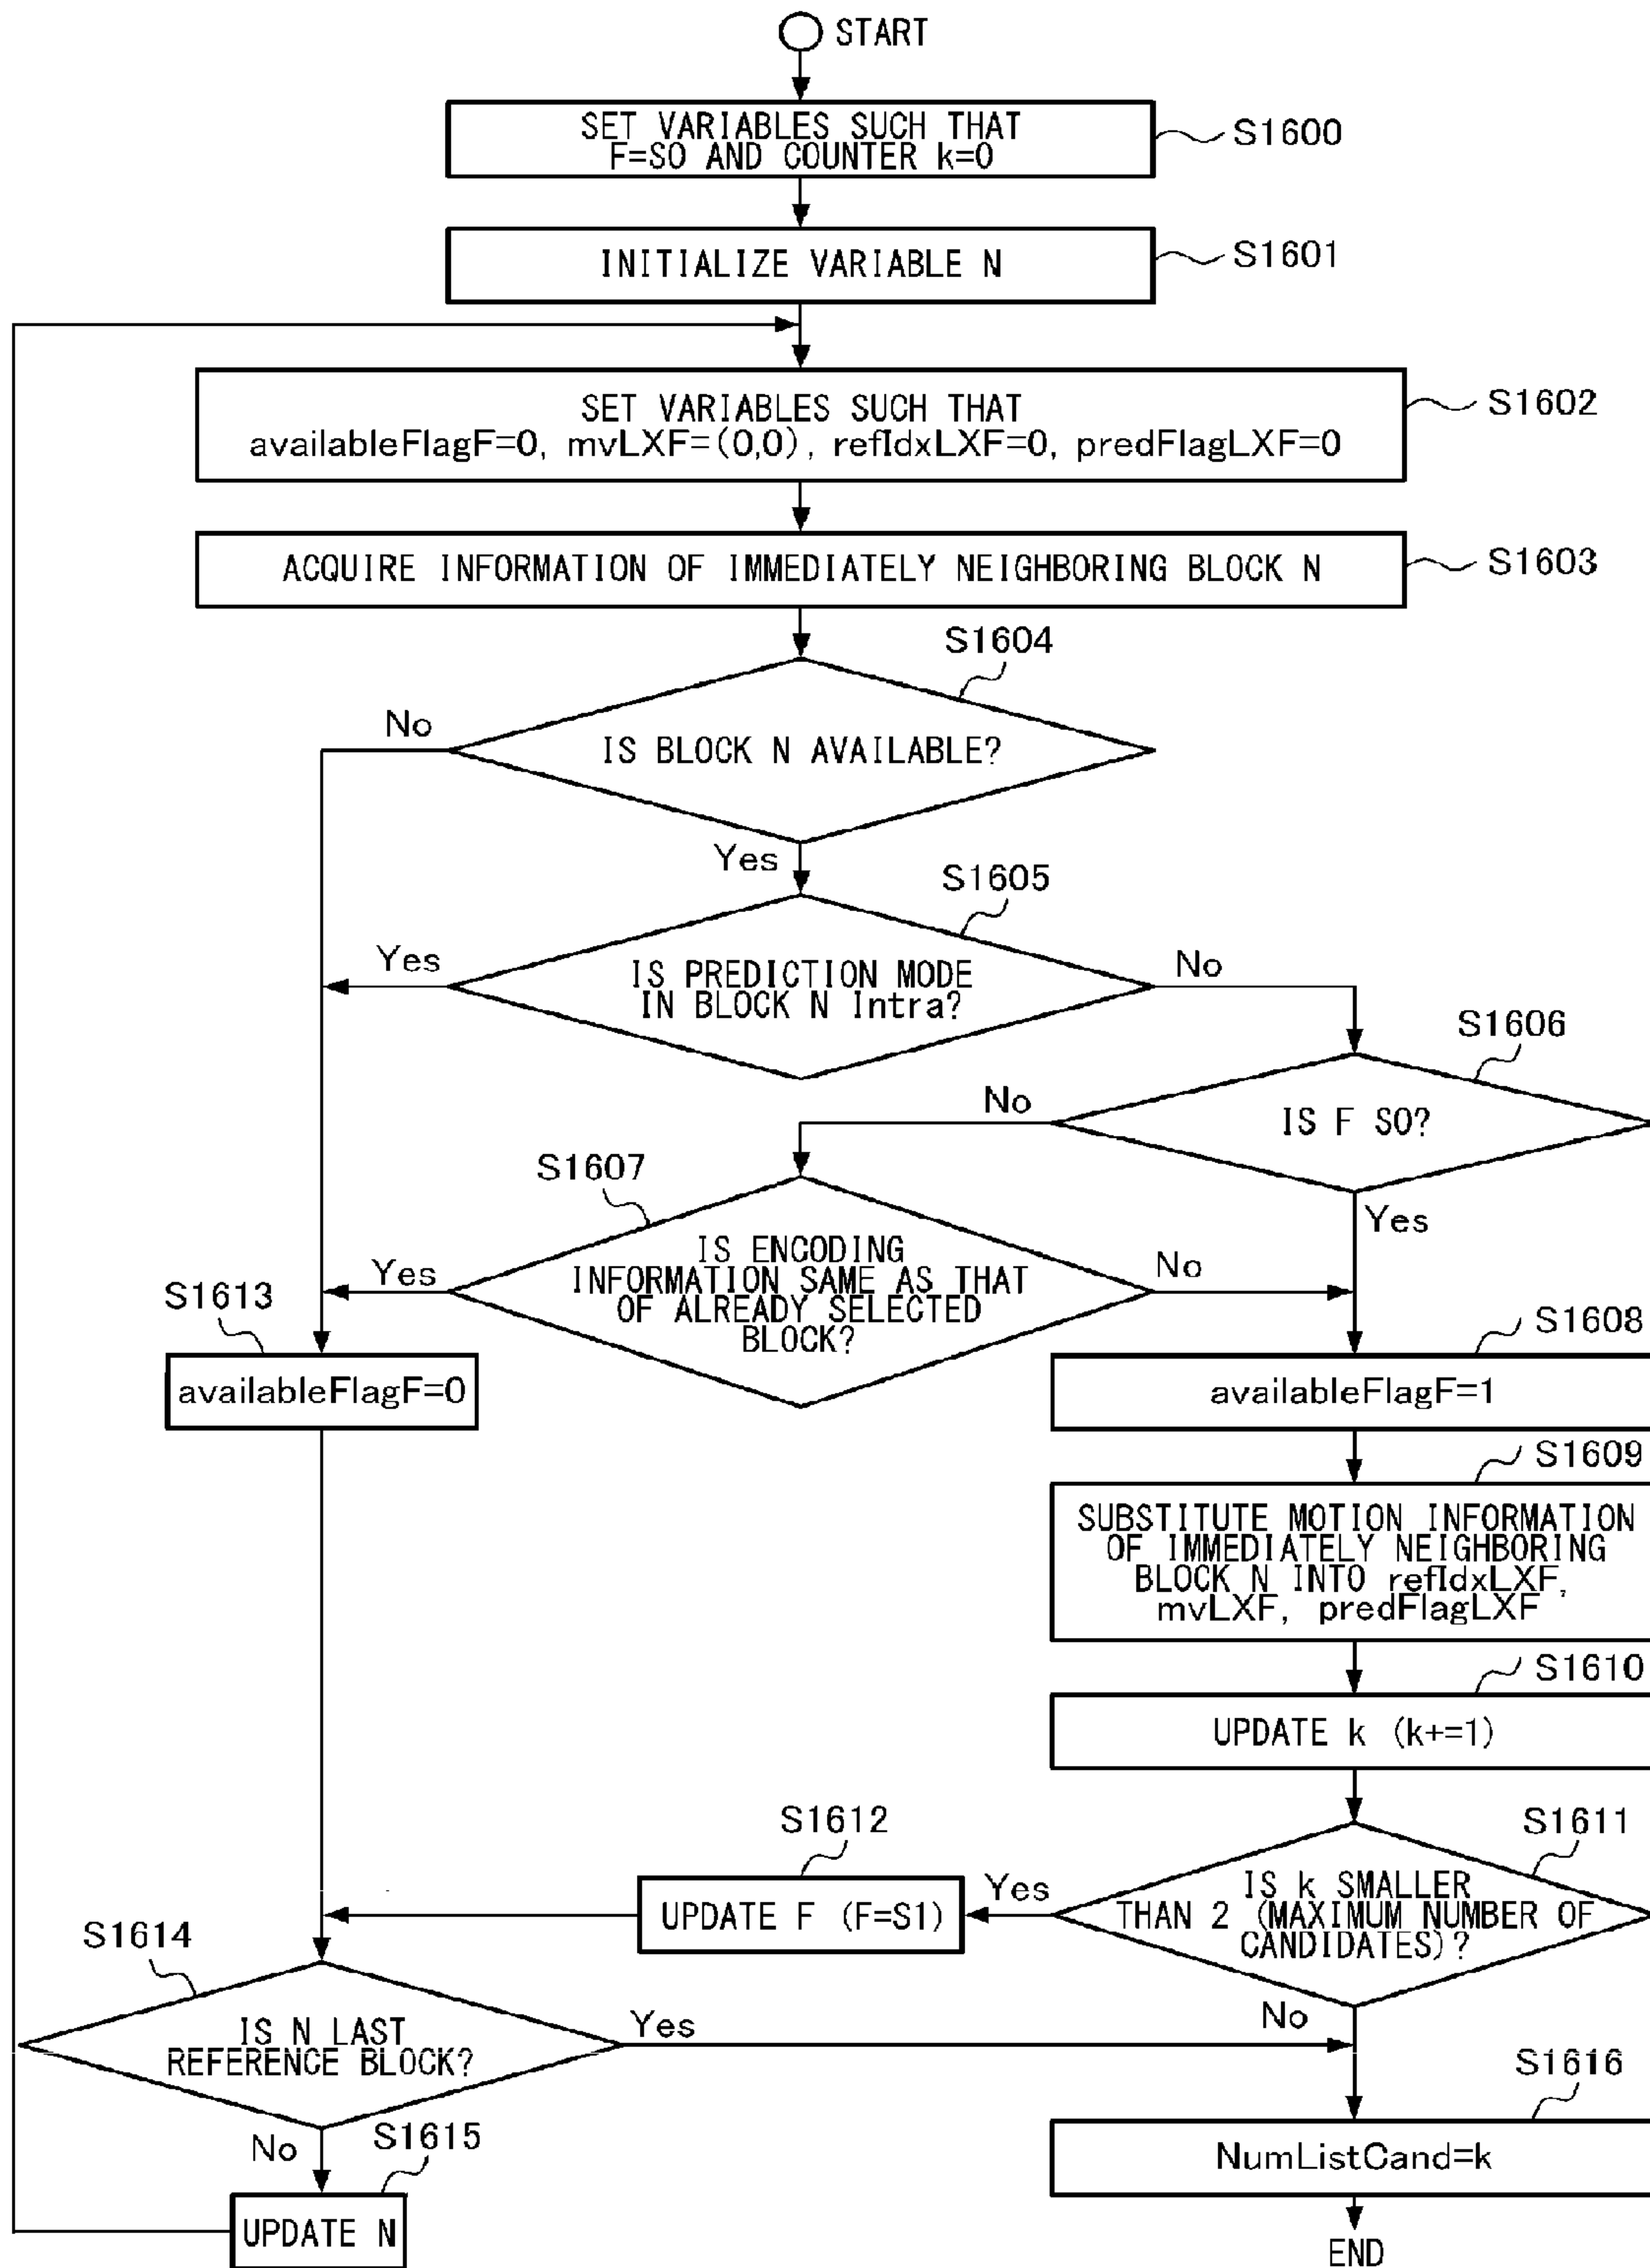 START
SET VARIABLES SUCH THAT
F=S0 AND COUNTER k=0
S1600
INITIALIZE VARIABLE N
S1601
SET VARIABLES SUCH THAT
availableFlagF=0, mvLXF=(0,0), refIdxLXF=0, predFlagLXF=0
S1602
ACQUIRE INFORMATION OF IMMEDIATELY NEIGHBORING BLOCK N
S1603
S1604
No
IS BLOCK N AVAILABLE?
Yes
S1605
Yes
IS PREDICTION MODE
IN BLOCK N Intra?
No
S1606
No
IS F S0?
S1607
Yes
IS ENCODING
INFORMATION SAME AS THAT
OF ALREADY SELECTED
BLOCK?
Yes
No
S1613
availableFlagF=0
S1608
availableFlagF=1
S1609
SUBSTITUTE MOTION INFORMATION
OF IMMEDIATELY NEIGHBORING
BLOCK N INTO refIdxLXF,
mvLXF, predFlagLXF
S1610
UPDATE k (k+=1)
S1612
S1611
UPDATE F (F=S1)
Yes
IS k SMALLER
THAN 2 (MAXIMUM NUMBER OF
CANDIDATES)?
S1614
No
IS N LAST
REFERENCE BLOCK?
Yes
S1616
No
S1615
NumListCand=k
UPDATE N
END